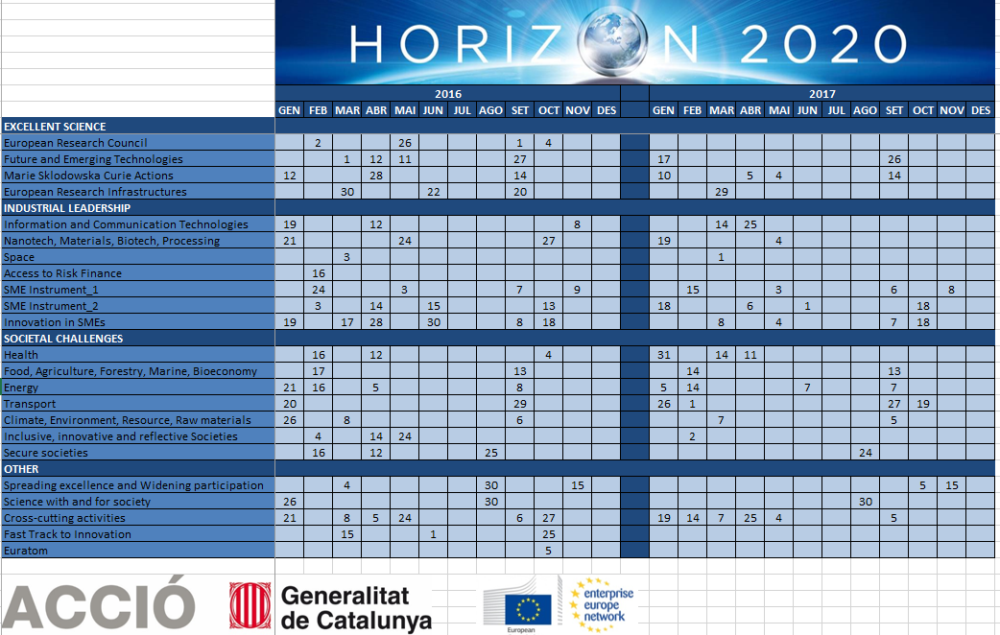 HORIZON 2020
2016 2017
GEN FEB MAR ABR MAI JUN JUL AGO SET OCT NOV DES GEN FEB MAR ABR MAI JUN JUL AGO SET OCT NOV DES
EXCELLENT SCIENCE
European Research Council 2 26 1 4
Future and Emerging Technologies 1 12 11 27 17 26
Marie Sklodowska Curie Actions 12 28 14 10 5 4 14
European Research Infrastructures 30 22 20 29
INDUSTRIAL LEADERSHIP
Information and Communication Technologies 19 12 8 14 25
Nanotech, Materials, Biotech, Processing 21 24 27 19 4
Space 3 1
Access to Risk Finance 16
SME Instrument_1 24 3 7 9 15 3 6 8
SME Instrument_2 3 14 15 13 18 6 1 18
Innovation in SMEs 19 17 28 30 8 18 8 4 7 18
SOCIETAL CHALLENGES
Health 16 12 4 31 14 11
Food, Agriculture, Forestry, Marine, Bioeconomy 17 13 14 13
Energy 21 16 5 8 5 14 7 7
Transport 20 29 26 1 27 19
Climate, Environment, Resource, Raw materials 26 8 6 7 5
Inclusive, innovative and reflective Societies 4 14 24 2
Secure societies 16 12 25 24
OTHER
Spreading excellence and Widening participation 4 30 15 5 15
Science with and for society 26 30 30
Cross-cutting activities 21 8 5 24 6 27 19 14 7 25 4 5
Fast Track to Innovation 15 1 25
Euratom 5
ACCIÓ
Generalitat
de Catalunya
European
enterprise
europe
network